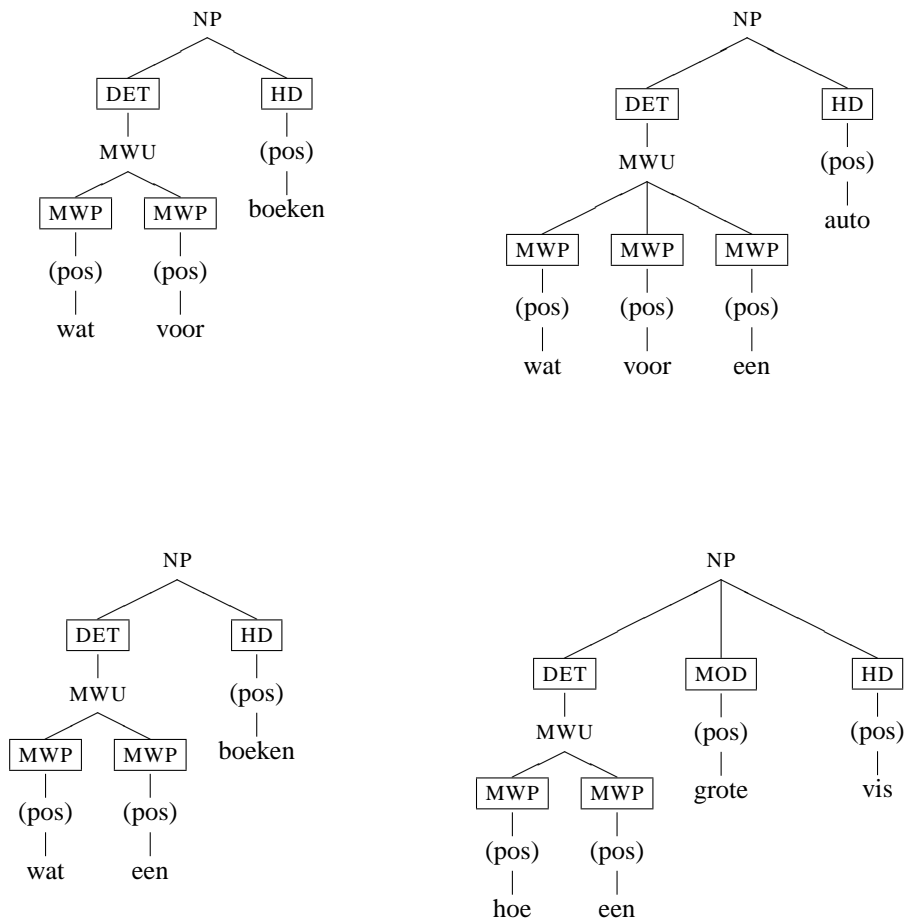 NP
DET HD
MWU (pos)
MWP MWP boeken
(pos) (pos)
wat voor
NP
DET HD
MWU (pos)
auto
MWP MWP MWP
(pos) (pos) (pos)
wat voor een
NP
DET HD
MWU (pos)
MWP MWP boeken
(pos) (pos)
wat een
NP
DET MOD HD
MWU (pos) (pos)
MWP MWP grote vis
(pos) (pos)
hoe een